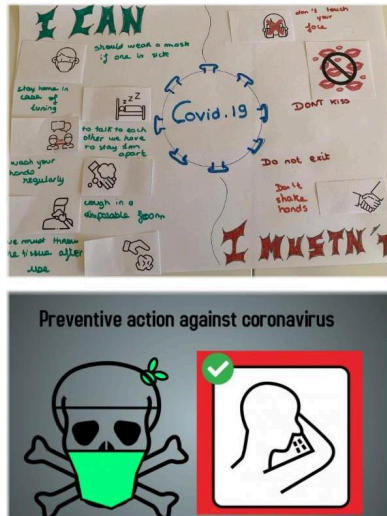 I CAN
should wear a mask
if one is sick
stay home in
case of
zzZ
to talk to each
other we have
to stay 1m
apart
wash your
hands
regularly
cough in a
disposable
we must throw
the tissue after
use
Covid.19
don't touch
your
face
DONT KISS
Do not exit
Don't
shake
hands
I MUSTN'T
Preventive action against coronavirus